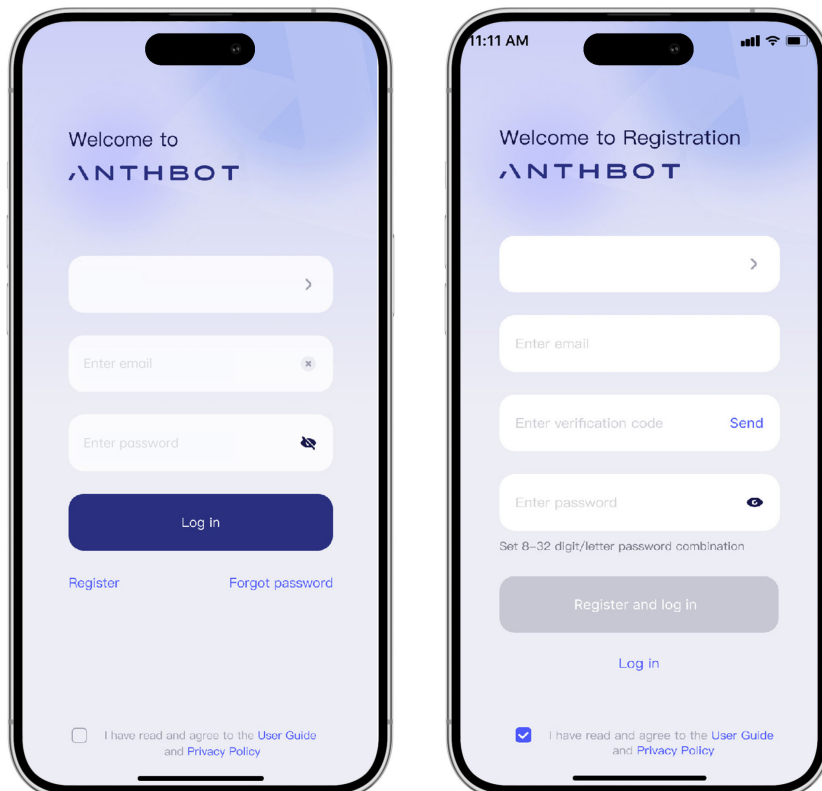 Welcome to
ANTHBOT
Enter email
Enter password
Log in
Register
Forgot password
I have read and agree to the User Guide
and Privacy Policy
11:11 AM
Welcome to Registration
ANTHBOT
Enter email
Enter verification code
Send
Enter password
Set 8–32 digit/letter password combination
Register and log in
Log in
I have read and agree to the User Guide
and Privacy Policy